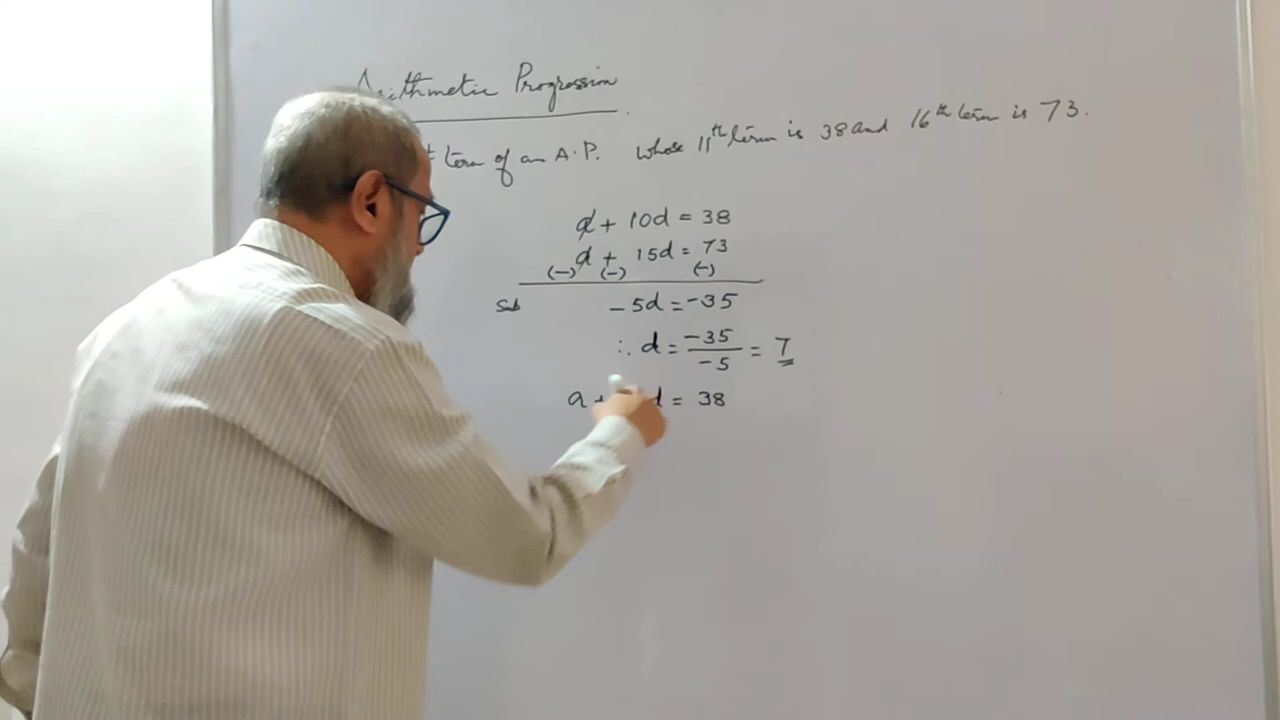 Arithmetic Progression
term of an A.P. whose 11th term is 38 and 16th term is 73.
a + 10d = 38
a + 15d = 73
(-) (-) (-)
Sub - 5d = -35
∴ d = -35/-5 = 7
a + d = 38